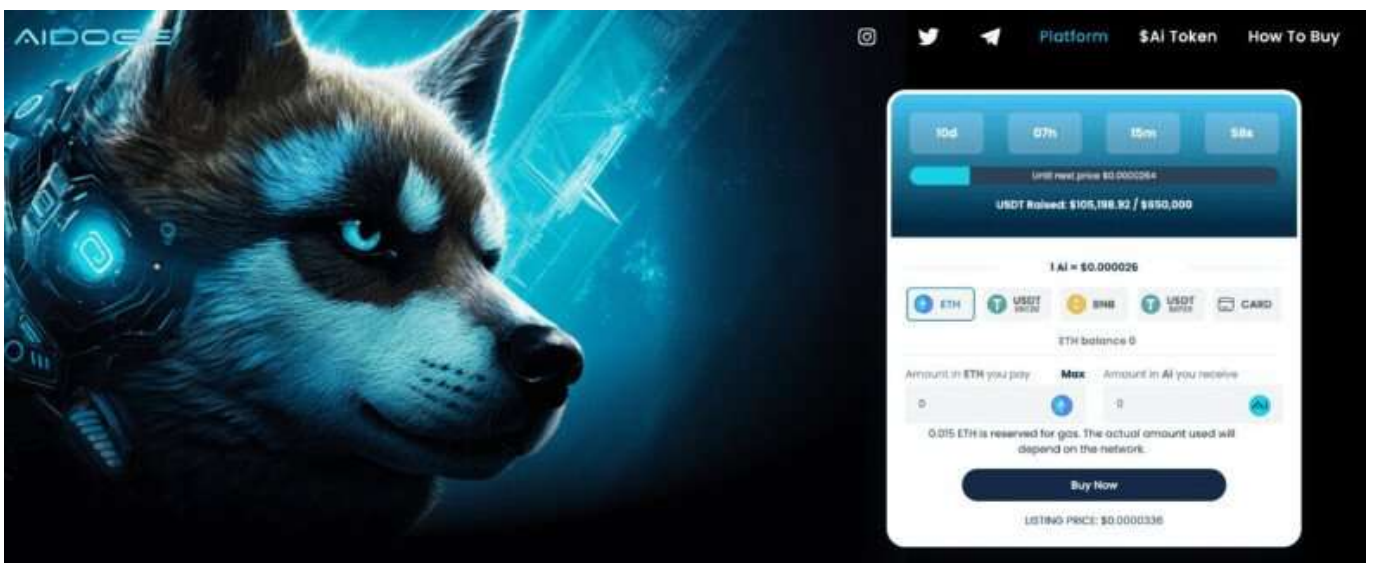 AIDOGE
Platform $Ai Token How To Buy
10d 07h 15m 58s
Until next price $0.0000264
USDT Raised: $105,198.92 / $650,000
1 Ai = $0.000026
ETH USDT BNB USDT CARD
ETH balance 0
Amount in ETH you pay Max Amount in Ai you receive
0 0
0.015 ETH is reserved for gas. The actual amount used will
depend on the network.
Buy Now
LISTING PRICE: $0.0000336